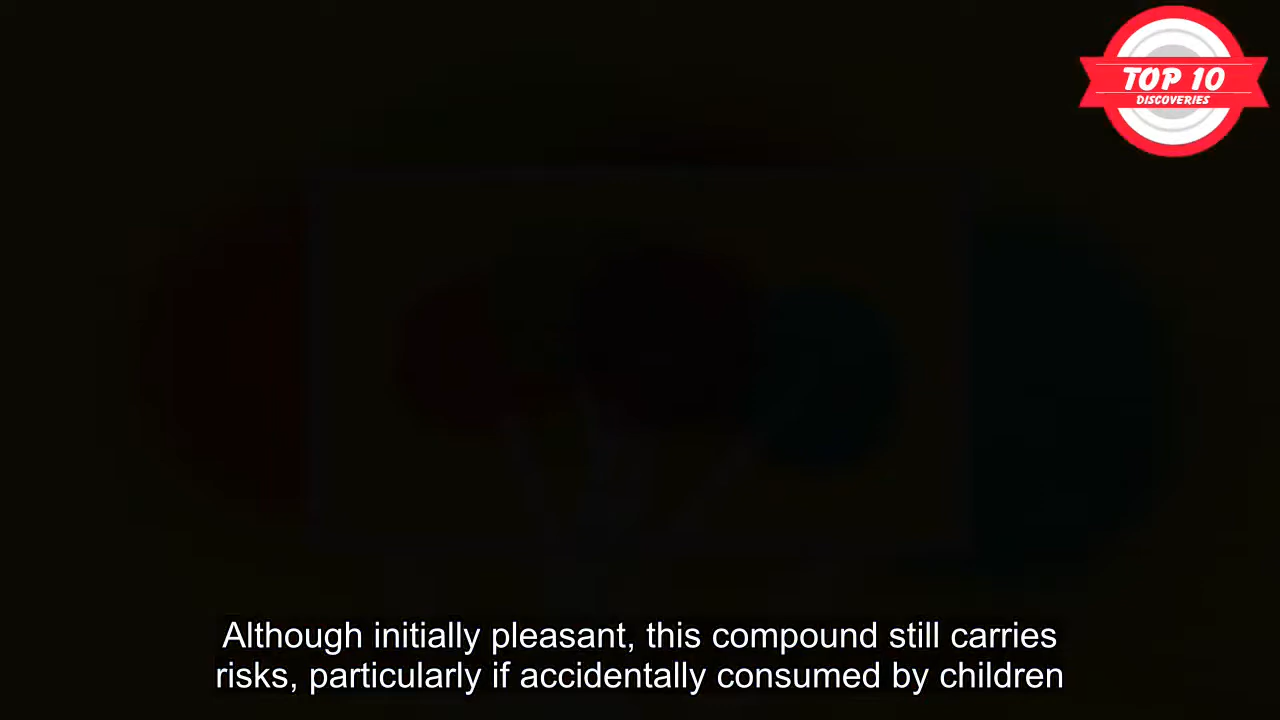 TOP 10
DISCOVERIES
Although initially pleasant, this compound still carries
risks, particularly if accidentally consumed by children